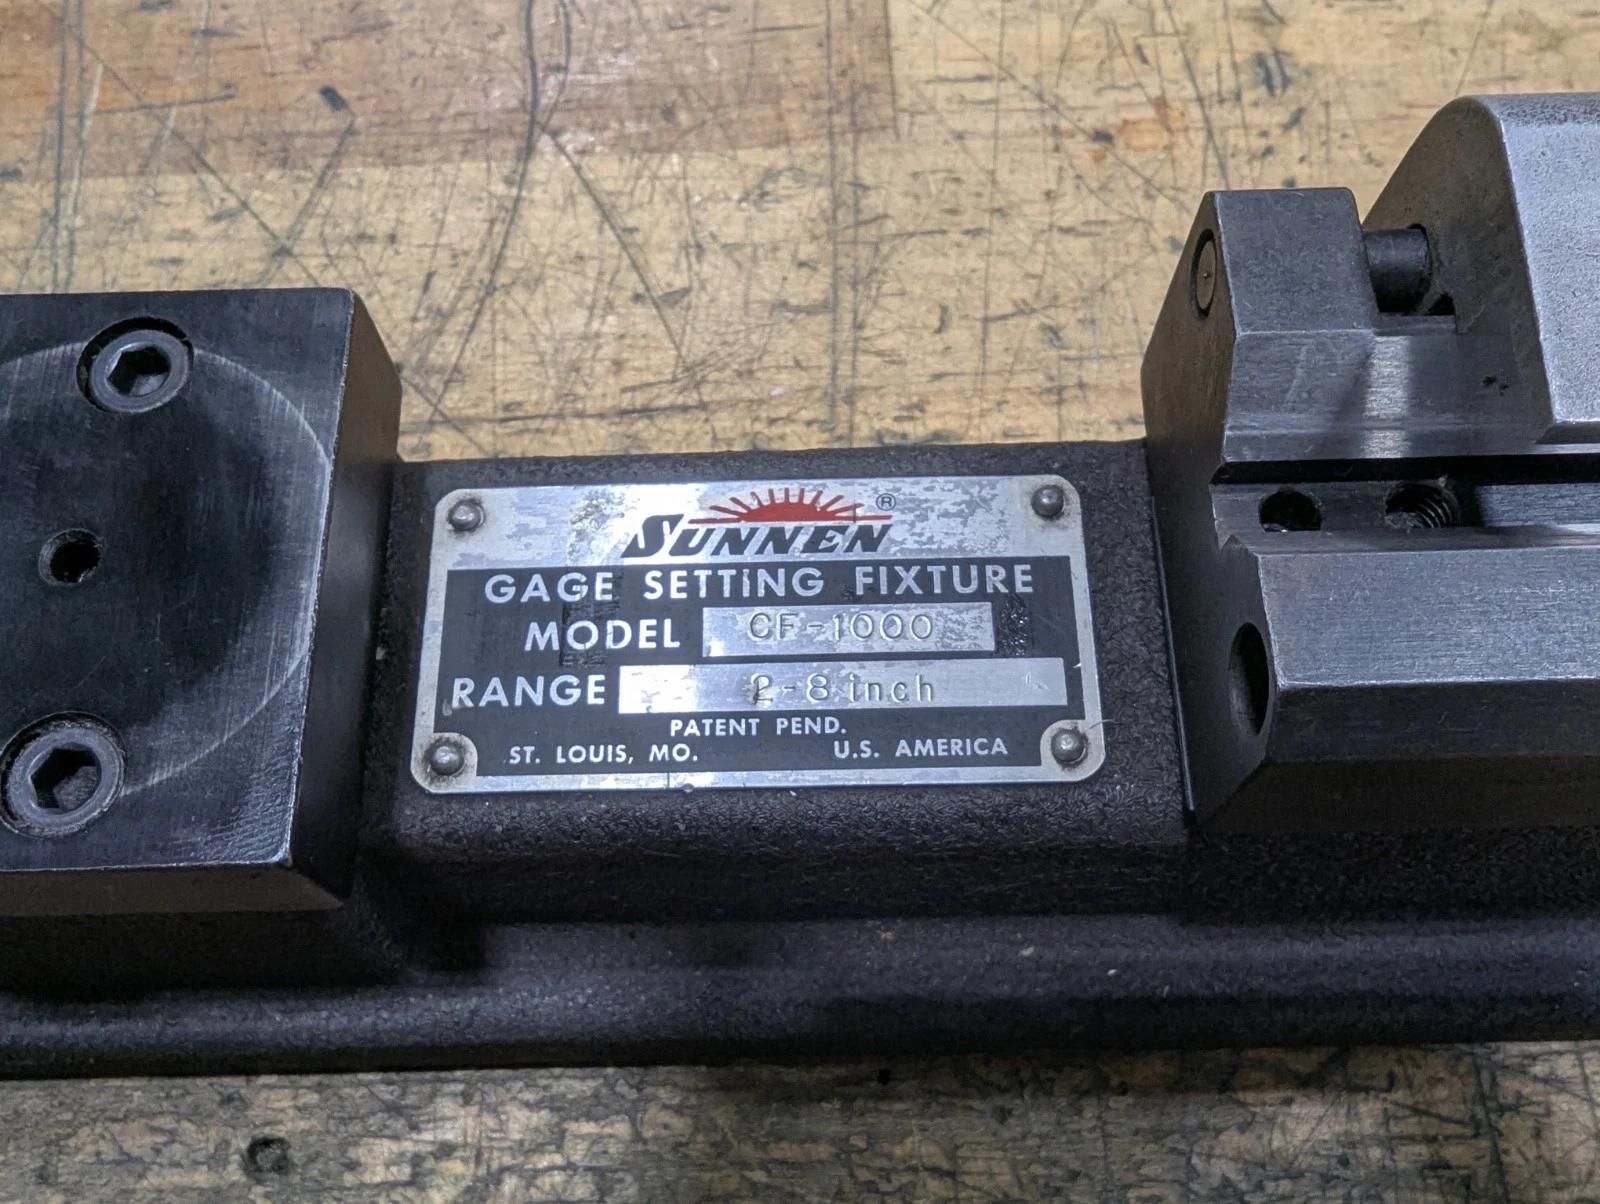 SUNNEN ®
GAGE SETTING FIXTURE
MODEL CF-1000
RANGE 2-8 inch
PATENT PEND.
ST. LOUIS, MO. U.S. AMERICA